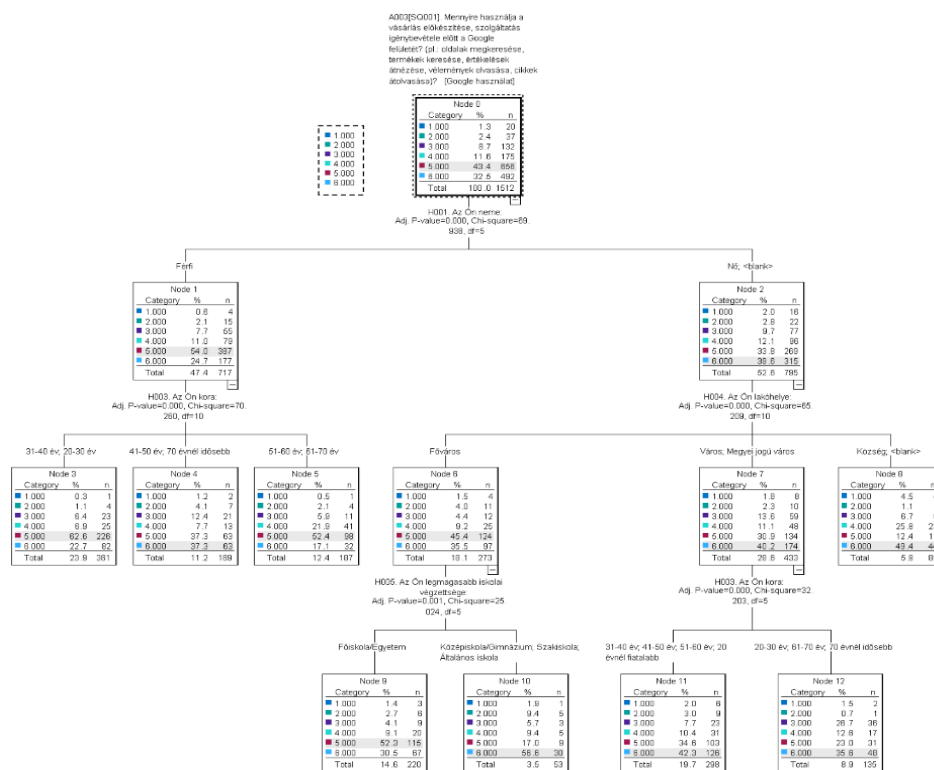 A003[SQ001]. Mennyire használja a
vásárlás előkészítése, szolgáltatás
igénybevétele előtt a Google
felületét? (pl.: oldalak megkeresése,
termékek keresése, értékelések
átnézése, vélemények olvasása, cikkek
átolvasása)? [Google használat]
Node 0
Category % n
1.000 1.3 20
2.000 2.4 37
3.000 8.7 132
4.000 11.6 175
5.000 43.4 656
6.000 32.5 492
Total 100.0 1512
1.000
2.000
3.000
4.000
5.000
6.000
H001. Az Ön neme:
Adj. P-value=0.000, Chi-square=69.
938, df=5
Férfi
Nő; <blank>
Node 1
Category % n
1.000 0.6 4
2.000 2.1 15
3.000 7.7 55
4.000 11.0 79
5.000 54.0 387
6.000 24.7 177
Total 47.4 717
Node 2
Category % n
1.000 2.0 16
2.000 2.8 22
3.000 9.7 77
4.000 12.1 96
5.000 33.8 269
6.000 39.6 315
Total 52.6 795
H003. Az Ön kora:
Adj. P-value=0.000, Chi-square=70.
260, df=10
H004. Az Ön lakóhelye:
Adj. P-value=0.000, Chi-square=65.
209, df=10
31-40 év; 20-30 év
41-50 év; 70 évnél idősebb
51-60 év; 61-70 év
Főváros
Város; Megyei jogú város
Község; <blank>
Node 3
Category % n
1.000 0.3 1
2.000 1.1 4
3.000 6.4 23
4.000 6.9 25
5.000 62.6 226
6.000 22.7 82
Total 23.9 361
Node 4
Category % n
1.000 1.2 2
2.000 4.1 7
3.000 12.4 21
4.000 7.7 13
5.000 37.3 63
6.000 37.3 63
Total 11.2 169
Node 5
Category % n
1.000 0.5 1
2.000 2.1 4
3.000 5.9 11
4.000 21.9 41
5.000 52.4 98
6.000 17.1 32
Total 12.4 187
Node 6
Category % n
1.000 1.5 4
2.000 4.0 11
3.000 4.4 12
4.000 9.2 25
5.000 45.4 124
6.000 35.5 97
Total 18.1 273
Node 7
Category % n
1.000 1.8 8
2.000 2.3 10
3.000 13.6 59
4.000 11.1 48
5.000 30.9 134
6.000 40.2 174
Total 28.6 433
Node 8
Category %
1.000 4.5
2.000 1.1
3.000 6.7
4.000 25.8
5.000 12.4
6.000 49.4
Total 5.9
H005. Az Ön legmagasabb iskolai
végzettsége:
Adj. P-value=0.001, Chi-square=25.
024, df=5
H003. Az Ön kora:
Adj. P-value=0.000, Chi-square=32.
203, df=5
Főiskola/Egyetem
Középiskola/Gimnázium; Szakiskola;
Általános iskola
31-40 év; 41-50 év; 51-60 év; 20
évnél fiatalabb
20-30 év; 61-70 év; 70 évnél idősebb
Node 9
Category % n
1.000 1.4 3
2.000 2.7 6
3.000 4.1 9
4.000 9.1 20
5.000 52.3 115
6.000 30.5 67
Total 14.6 220
Node 10
Category % n
1.000 1.9 1
2.000 9.4 5
3.000 5.7 3
4.000 9.4 5
5.000 17.0 9
6.000 56.6 30
Total 3.5 53
Node 11
Category % n
1.000 2.0 6
2.000 3.0 9
3.000 7.7 23
4.000 10.4 31
5.000 34.6 103
6.000 42.3 126
Total 19.7 298
Node 12
Category % n
1.000 1.5 2
2.000 0.7 1
3.000 26.7 36
4.000 12.6 17
5.000 23.0 31
6.000 35.6 48
Total 8.9 135